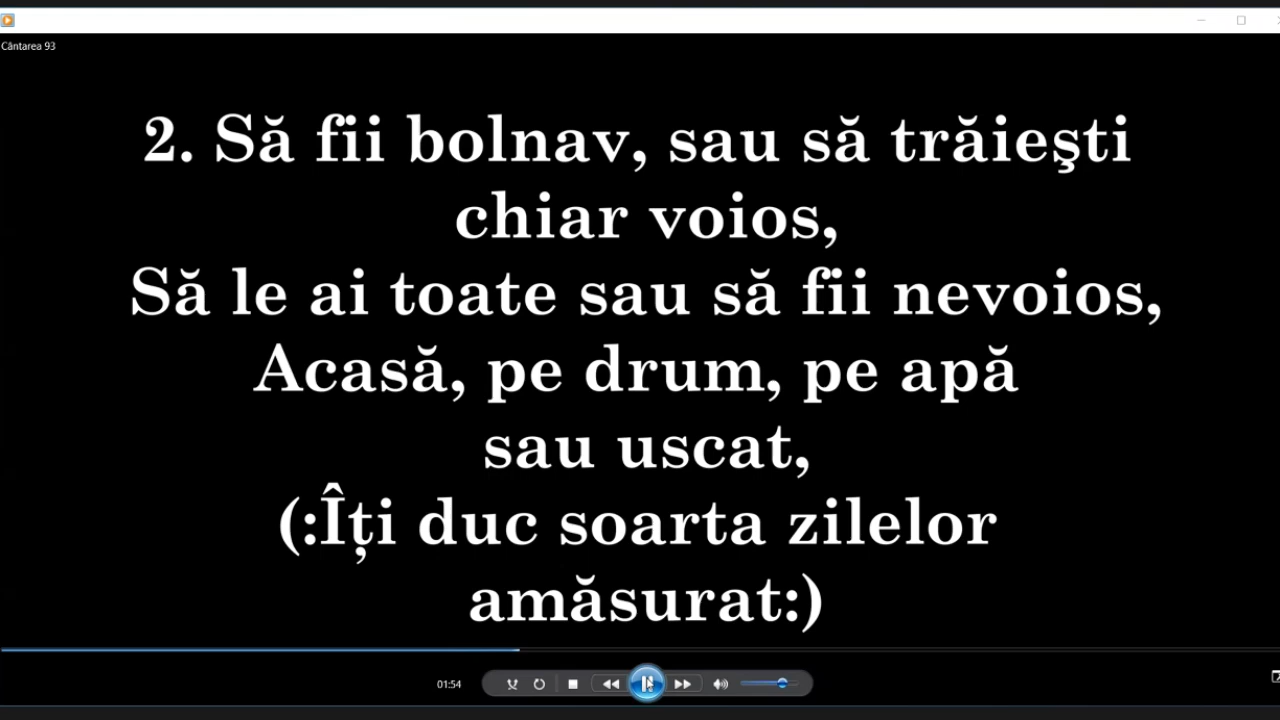 Cântarea 93
2. Să fii bolnav, sau să trăieşti
chiar voios,
Să le ai toate sau să fii nevoios,
Acasă, pe drum, pe apă
sau uscat,
(:Îți duc soarta zilelor
amăsurat:)
01:54